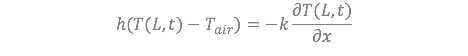 h(T(L,t) − T_air) = −k ∂T(L,t)/∂x